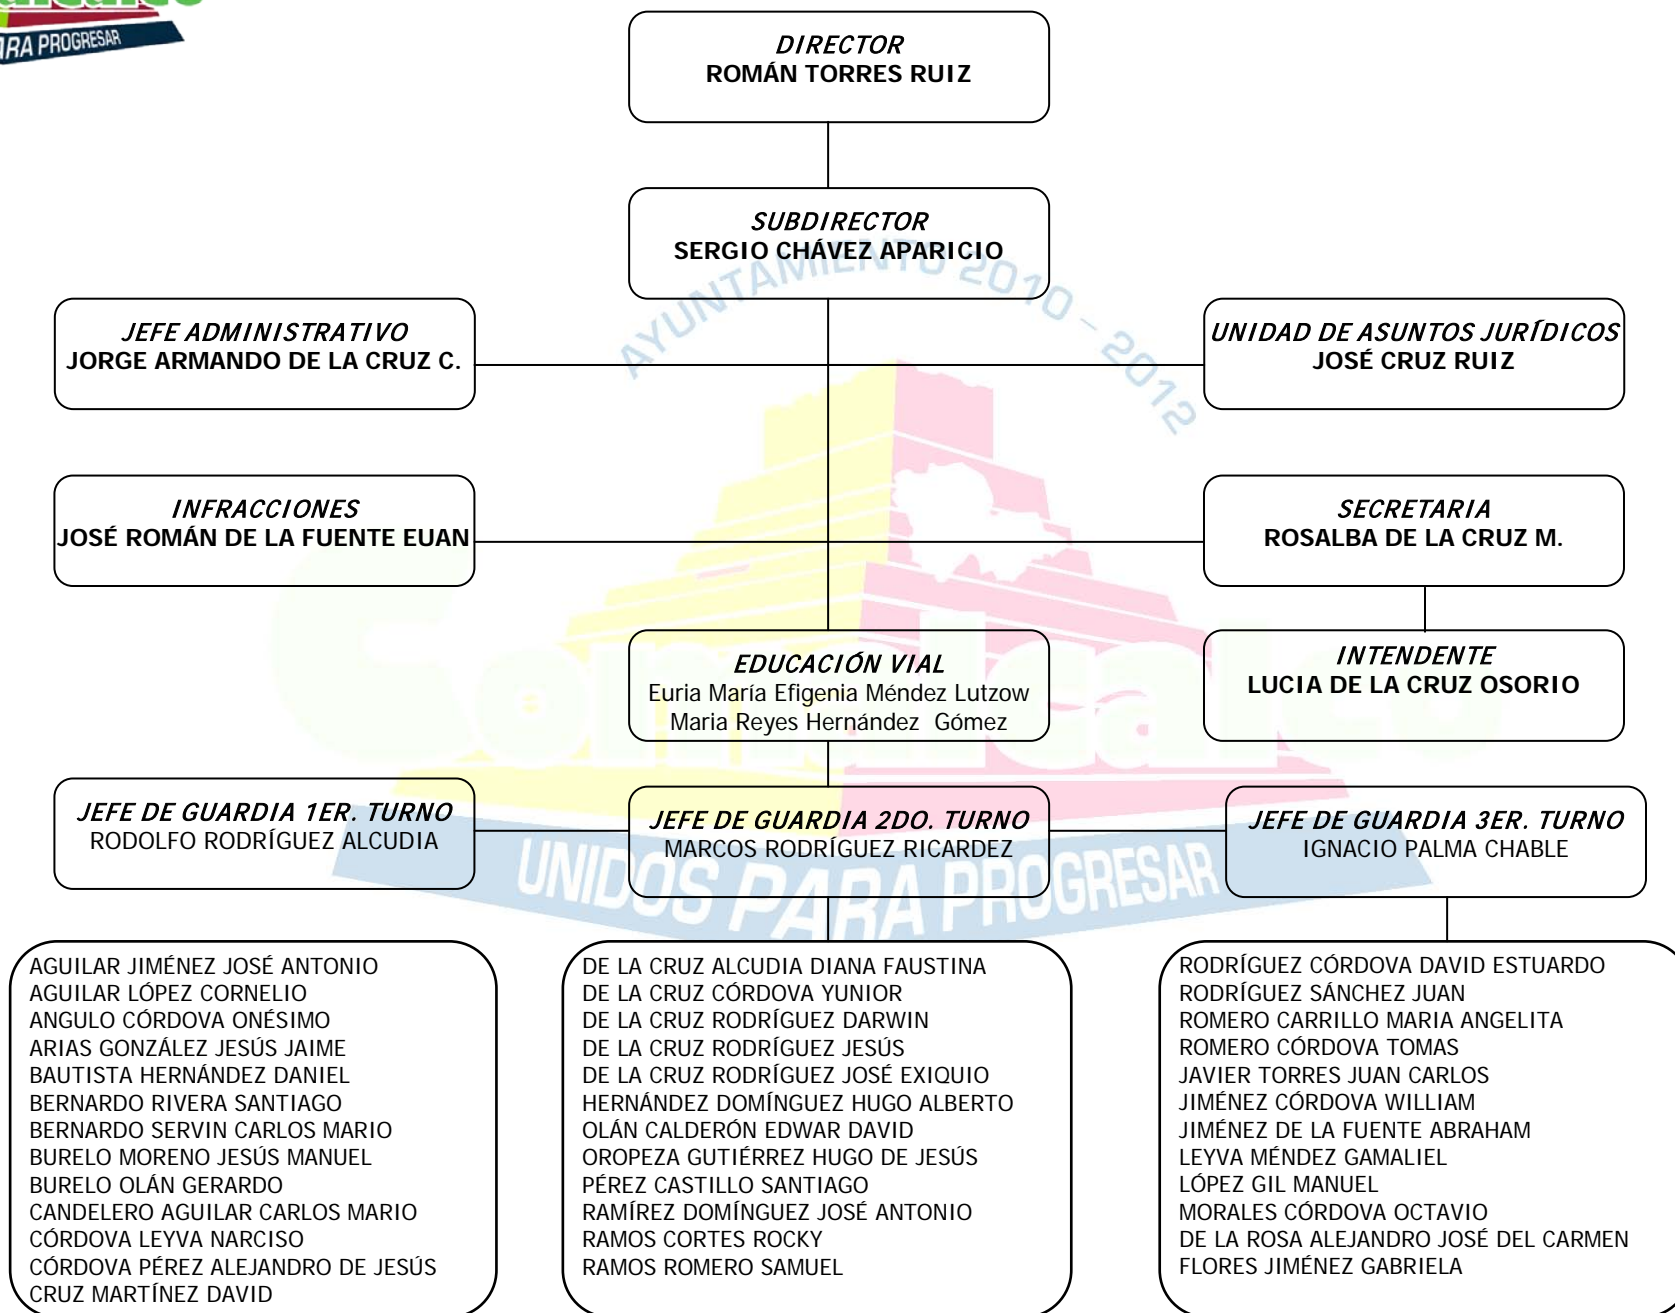 PARA PROGRESAR
DIRECTOR
ROMÁN TORRES RUIZ
SUBDIRECTOR
SERGIO CHÁVEZ APARICIO
AYUNTAMIENTO 2010 - 2012
JEFE ADMINISTRATIVO
JORGE ARMANDO DE LA CRUZ C.
UNIDAD DE ASUNTOS JURÍDICOS
JOSÉ CRUZ RUIZ
INFRACCIONES
JOSÉ ROMÁN DE LA FUENTE EUAN
SECRETARIA
ROSALBA DE LA CRUZ M.
EDUCACIÓN VIAL
Euria María Efigenia Méndez Lutzow
Maria Reyes Hernández Gómez
INTENDENTE
LUCIA DE LA CRUZ OSORIO
Comalcalco
JEFE DE GUARDIA 1ER. TURNO
RODOLFO RODRÍGUEZ ALCUDIA
JEFE DE GUARDIA 2DO. TURNO
MARCOS RODRÍGUEZ RICARDEZ
JEFE DE GUARDIA 3ER. TURNO
IGNACIO PALMA CHABLE
UNIDOS PARA PROGRESAR
AGUILAR JIMÉNEZ JOSÉ ANTONIO
AGUILAR LÓPEZ CORNELIO
ANGULO CÓRDOVA ONÉSIMO
ARIAS GONZÁLEZ JESÚS JAIME
BAUTISTA HERNÁNDEZ DANIEL
BERNARDO RIVERA SANTIAGO
BERNARDO SERVIN CARLOS MARIO
BURELO MORENO JESÚS MANUEL
BURELO OLÁN GERARDO
CANDELERO AGUILAR CARLOS MARIO
CÓRDOVA LEYVA NARCISO
CÓRDOVA PÉREZ ALEJANDRO DE JESÚS
CRUZ MARTÍNEZ DAVID
DE LA CRUZ ALCUDIA DIANA FAUSTINA
DE LA CRUZ CÓRDOVA YUNIOR
DE LA CRUZ RODRÍGUEZ DARWIN
DE LA CRUZ RODRÍGUEZ JESÚS
DE LA CRUZ RODRÍGUEZ JOSÉ EXIQUIO
HERNÁNDEZ DOMÍNGUEZ HUGO ALBERTO
OLÁN CALDERÓN EDWAR DAVID
OROPEZA GUTIÉRREZ HUGO DE JESÚS
PÉREZ CASTILLO SANTIAGO
RAMÍREZ DOMÍNGUEZ JOSÉ ANTONIO
RAMOS CORTES ROCKY
RAMOS ROMERO SAMUEL
RODRÍGUEZ CÓRDOVA DAVID ESTUARDO
RODRÍGUEZ SÁNCHEZ JUAN
ROMERO CARRILLO MARIA ANGELITA
ROMERO CÓRDOVA TOMAS
JAVIER TORRES JUAN CARLOS
JIMÉNEZ CÓRDOVA WILLIAM
JIMÉNEZ DE LA FUENTE ABRAHAM
LEYVA MÉNDEZ GAMALIEL
LÓPEZ GIL MANUEL
MORALES CÓRDOVA OCTAVIO
DE LA ROSA ALEJANDRO JOSÉ DEL CARMEN
FLORES JIMÉNEZ GABRIELA